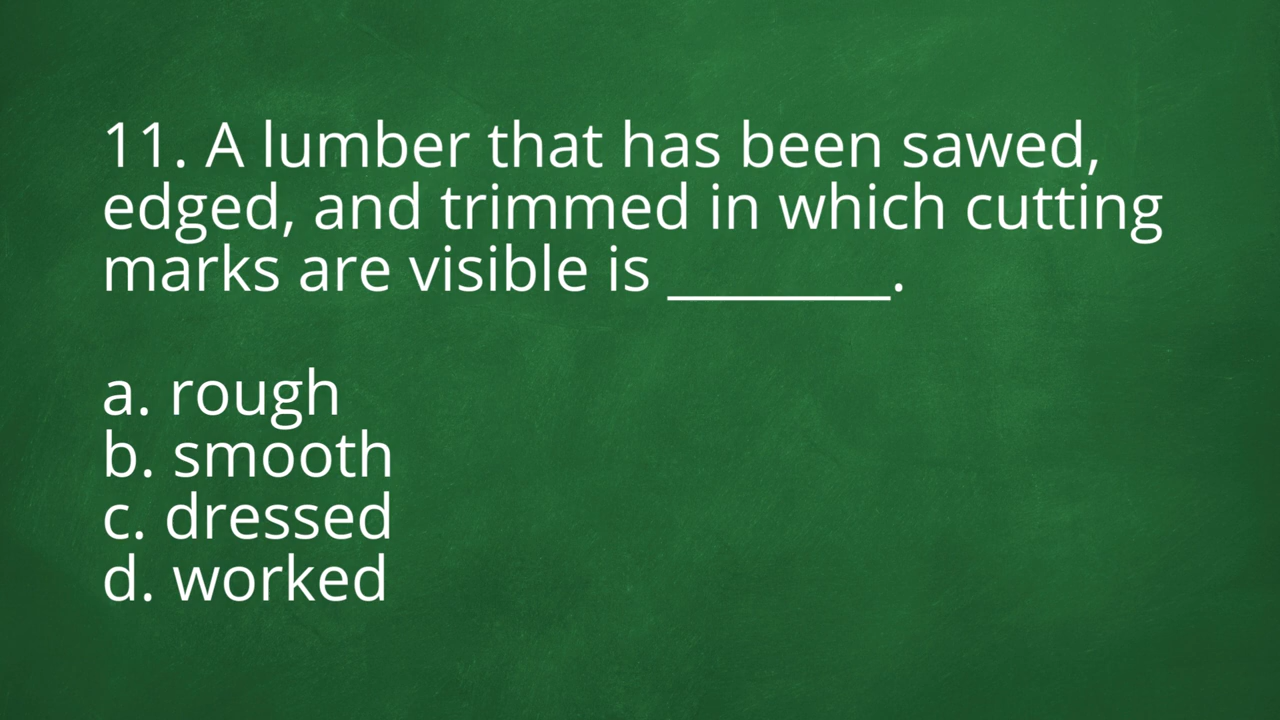 11. A lumber that has been sawed,
edged, and trimmed in which cutting
marks are visible is ________.
a. rough
b. smooth
c. dressed
d. worked